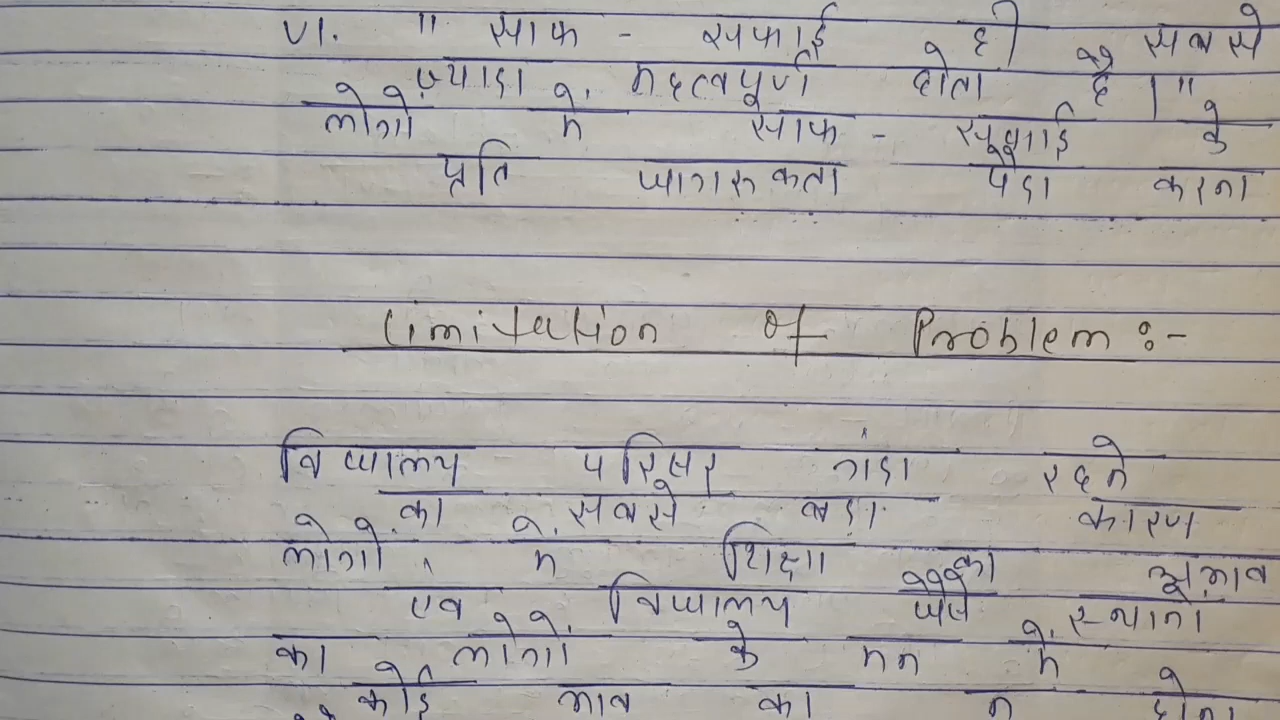 VI. " साफ - सफाई ही सबसे
ज़्यादा महत्वपूर्ण होता है ।"
लोगों में साफ - सफाई के
प्रति जागरूकता पैदा करना
Limitation of Problem :-
विद्यालय परिसर गंदा रहने
का सबसे बड़ा कारण
लोगों में शिक्षा का अभाव
एवं विद्यालय जैसे स्थानो
का लोगों के मन में
कोई भाव का न होना